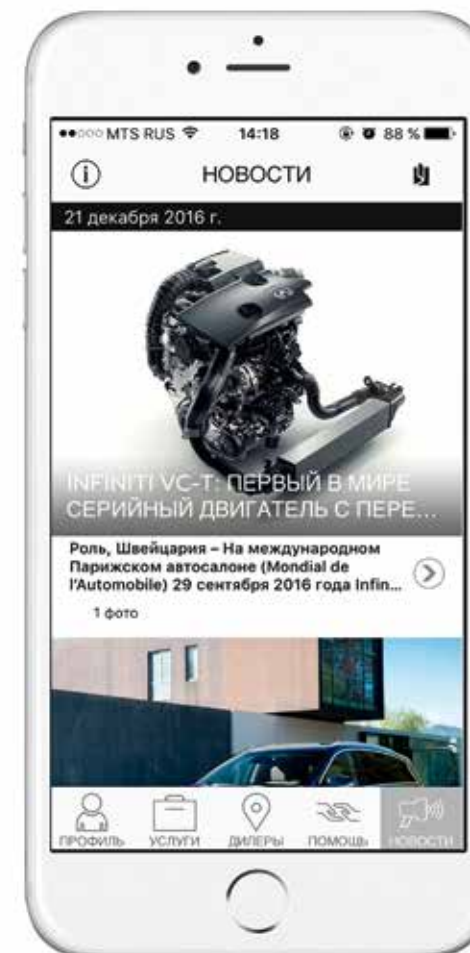 MTS RUS 14:18 88 %
НОВОСТИ
21 декабря 2016 г.
INFINITI VC-T: ПЕРВЫЙ В МИРЕ
СЕРИЙНЫЙ ДВИГАТЕЛЬ С ПЕРЕ...
Роль, Швейцария – На международном
Парижском автосалоне (Mondial de
l'Automobile) 29 сентября 2016 года Infin...
1 фото
ПРОФИЛЬ УСЛУГИ ДИЛЕРЫ ПОМОЩЬ НОВОСТИ